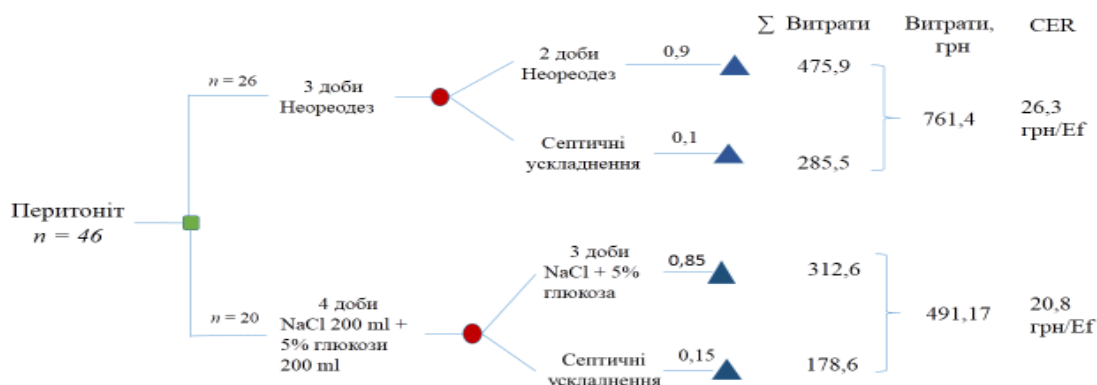 ∑ Витрати
Витрати,
грн
CER
Перитоніт
n = 46
n = 26
3 доби
Неореодез
2 доби
Неореодез
0,9
475,9
Септичні
ускладнення
0,1
285,5
761,4
26,3
грн/Ef
n = 20
4 доби
NaCl 200 ml +
5% глюкози
200 ml
3 доби
NaCl + 5%
глюкоза
0,85
312,6
Септичні
ускладнення
0,15
178,6
491,17
20,8
грн/Ef